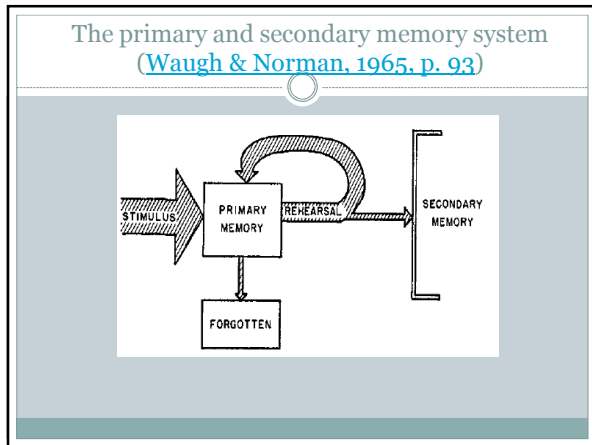 The primary and secondary memory system
(Waugh & Norman, 1965, p. 93)
STIMULUS
PRIMARY
MEMORY
REHEARSAL
SECONDARY
MEMORY
FORGOTTEN